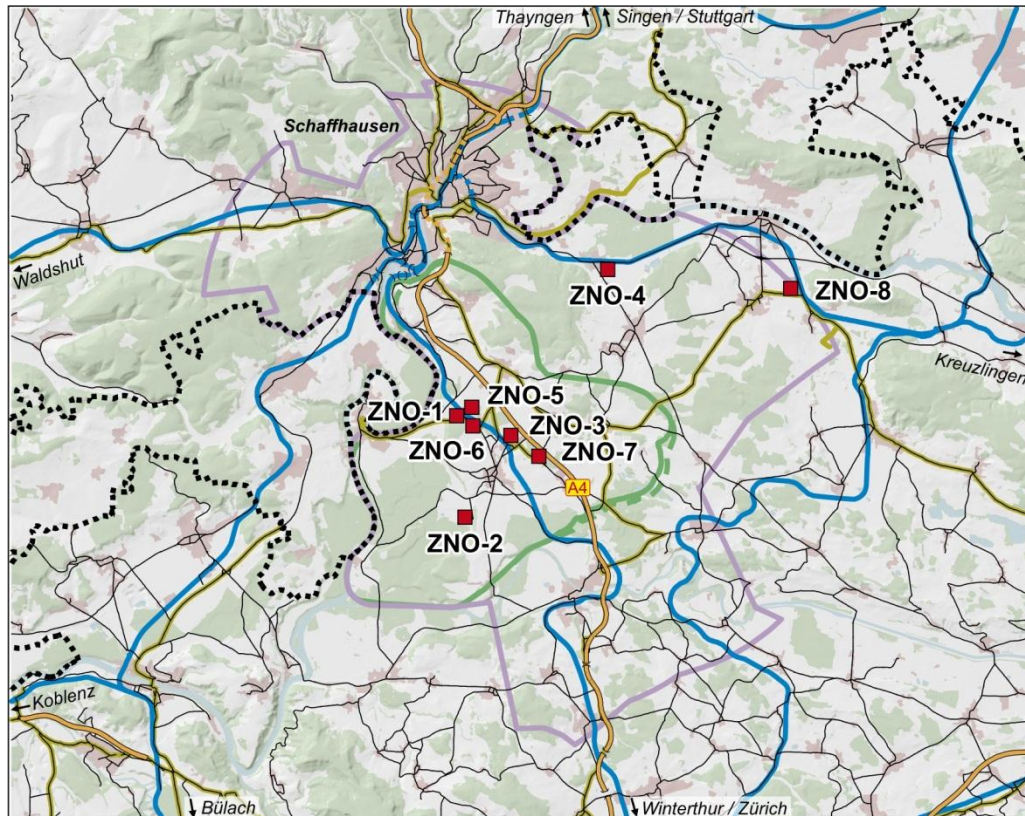 Thayngen
Singen / Stuttgart
Schaffhausen
Waldshut
ZNO-4
ZNO-8
Kreuzlingen
ZNO-5
ZNO-1
ZNO-3
ZNO-6
ZNO-7
A4
ZNO-2
Koblenz
Bülach
Winterthur / Zürich